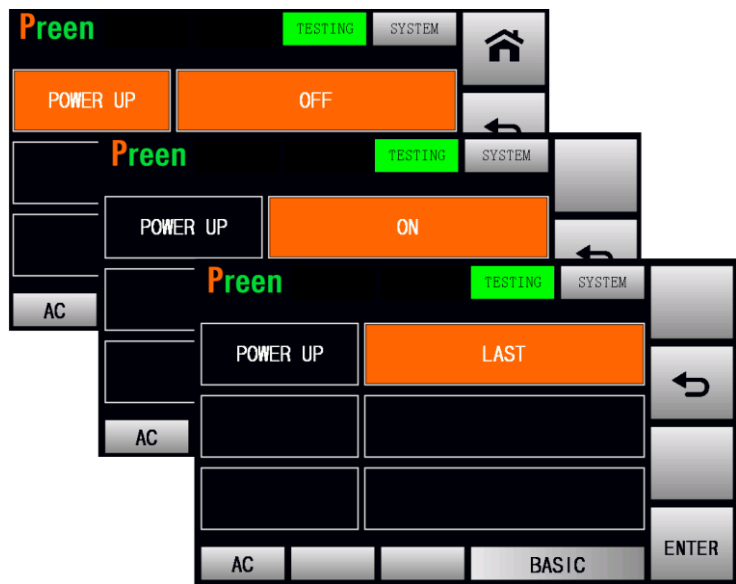 Preen TESTING SYSTEM
POWER UP OFF
AC
Preen TESTING SYSTEM
POWER UP ON
AC
Preen TESTING SYSTEM
POWER UP LAST
ENTER
AC BASIC